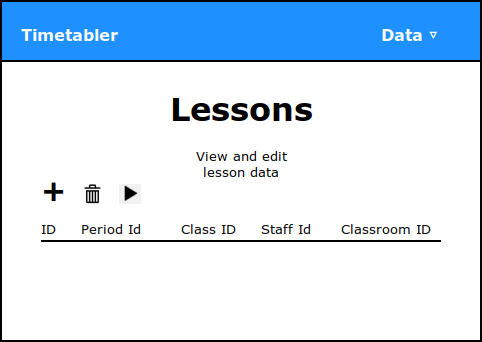 Timetabler
Data ▿
Lessons
View and edit
lesson data
ID Period Id Class ID Staff Id Classroom ID